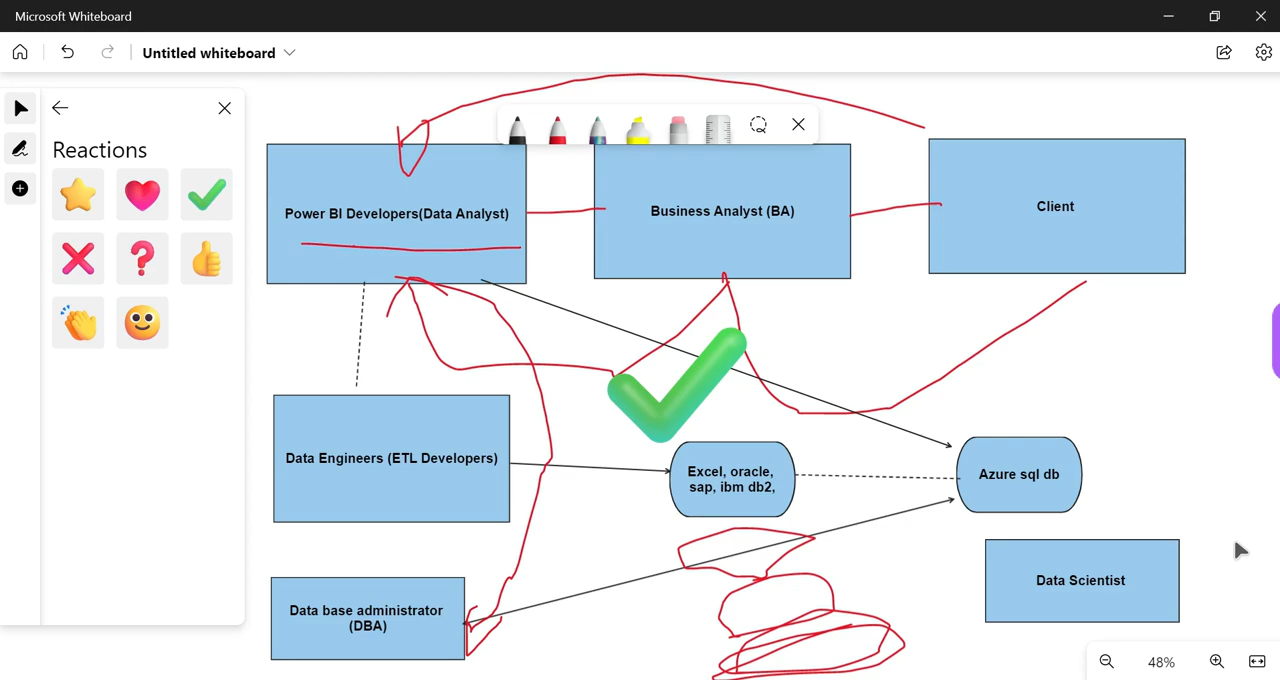 Microsoft Whiteboard
Untitled whiteboard
Reactions
Power BI Developers(Data Analyst)
Business Analyst (BA)
Client
Data Engineers (ETL Developers)
Excel, oracle,
sap, ibm db2,
Azure sql db
Data base administrator
(DBA)
Data Scientist
48%